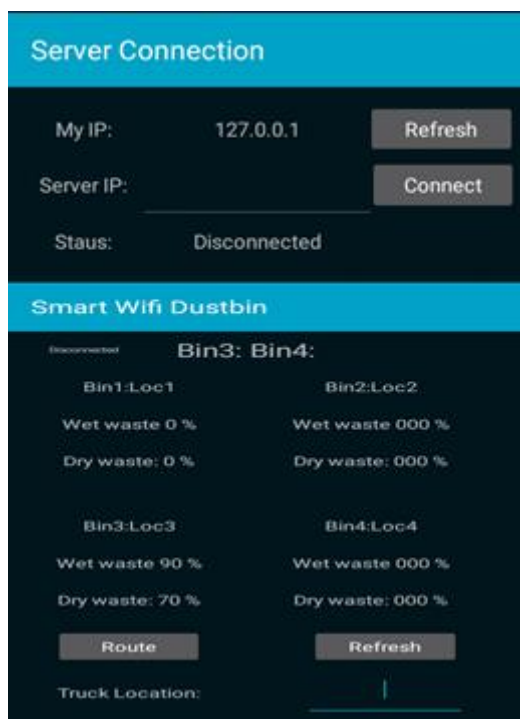 Server Connection
My IP: 127.0.0.1 Refresh
Server IP: Connect
Staus: Disconnected
Smart Wifi Dustbin
Disconnected Bin3: Bin4:
Bin1:Loc1 Bin2:Loc2
Wet waste 0 % Wet waste 000 %
Dry waste: 0 % Dry waste: 000 %
Bin3:Loc3 Bin4:Loc4
Wet waste 90 % Wet waste 000 %
Dry waste: 70 % Dry waste: 000 %
Route Refresh
Truck Location: